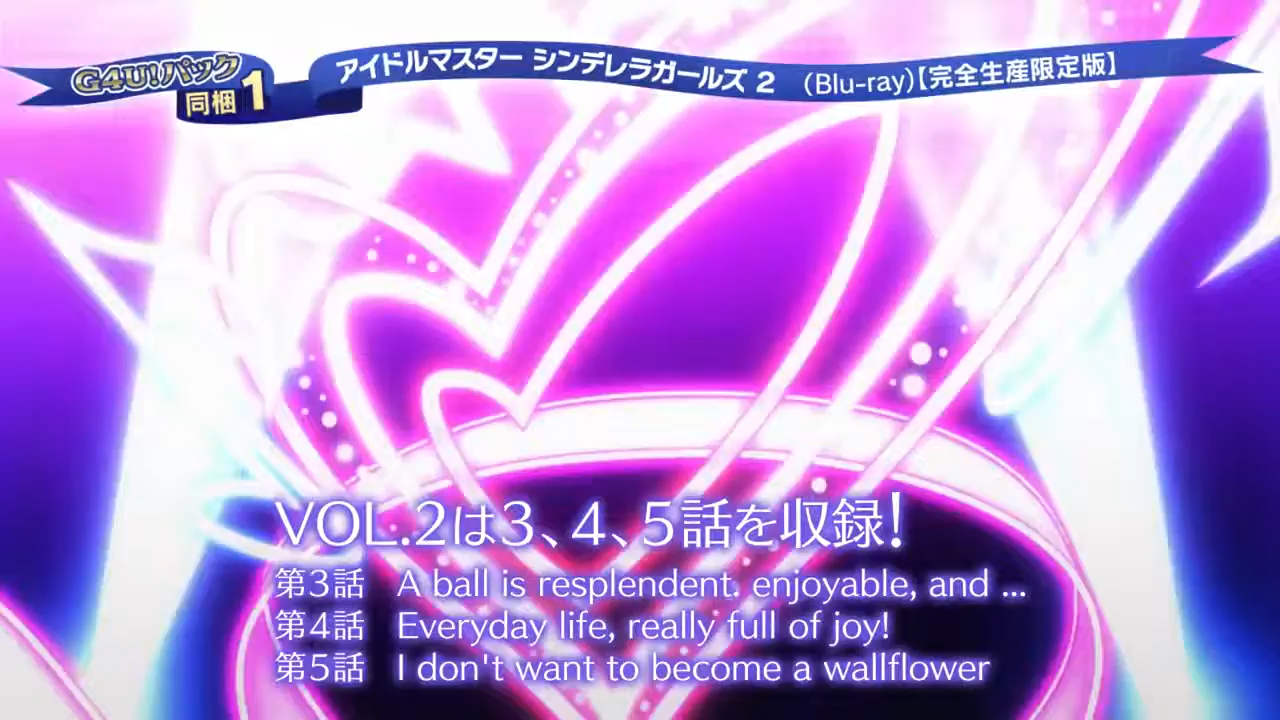 G4U!パック
同梱 1
アイドルマスター シンデレラガールズ 2 (Blu-ray)【完全生産限定版】
VOL.2は3、4、5話を収録!
第3話 A ball is resplendent. enjoyable, and ...
第4話 Everyday life, really full of joy!
第5話 I don't want to become a wallflower